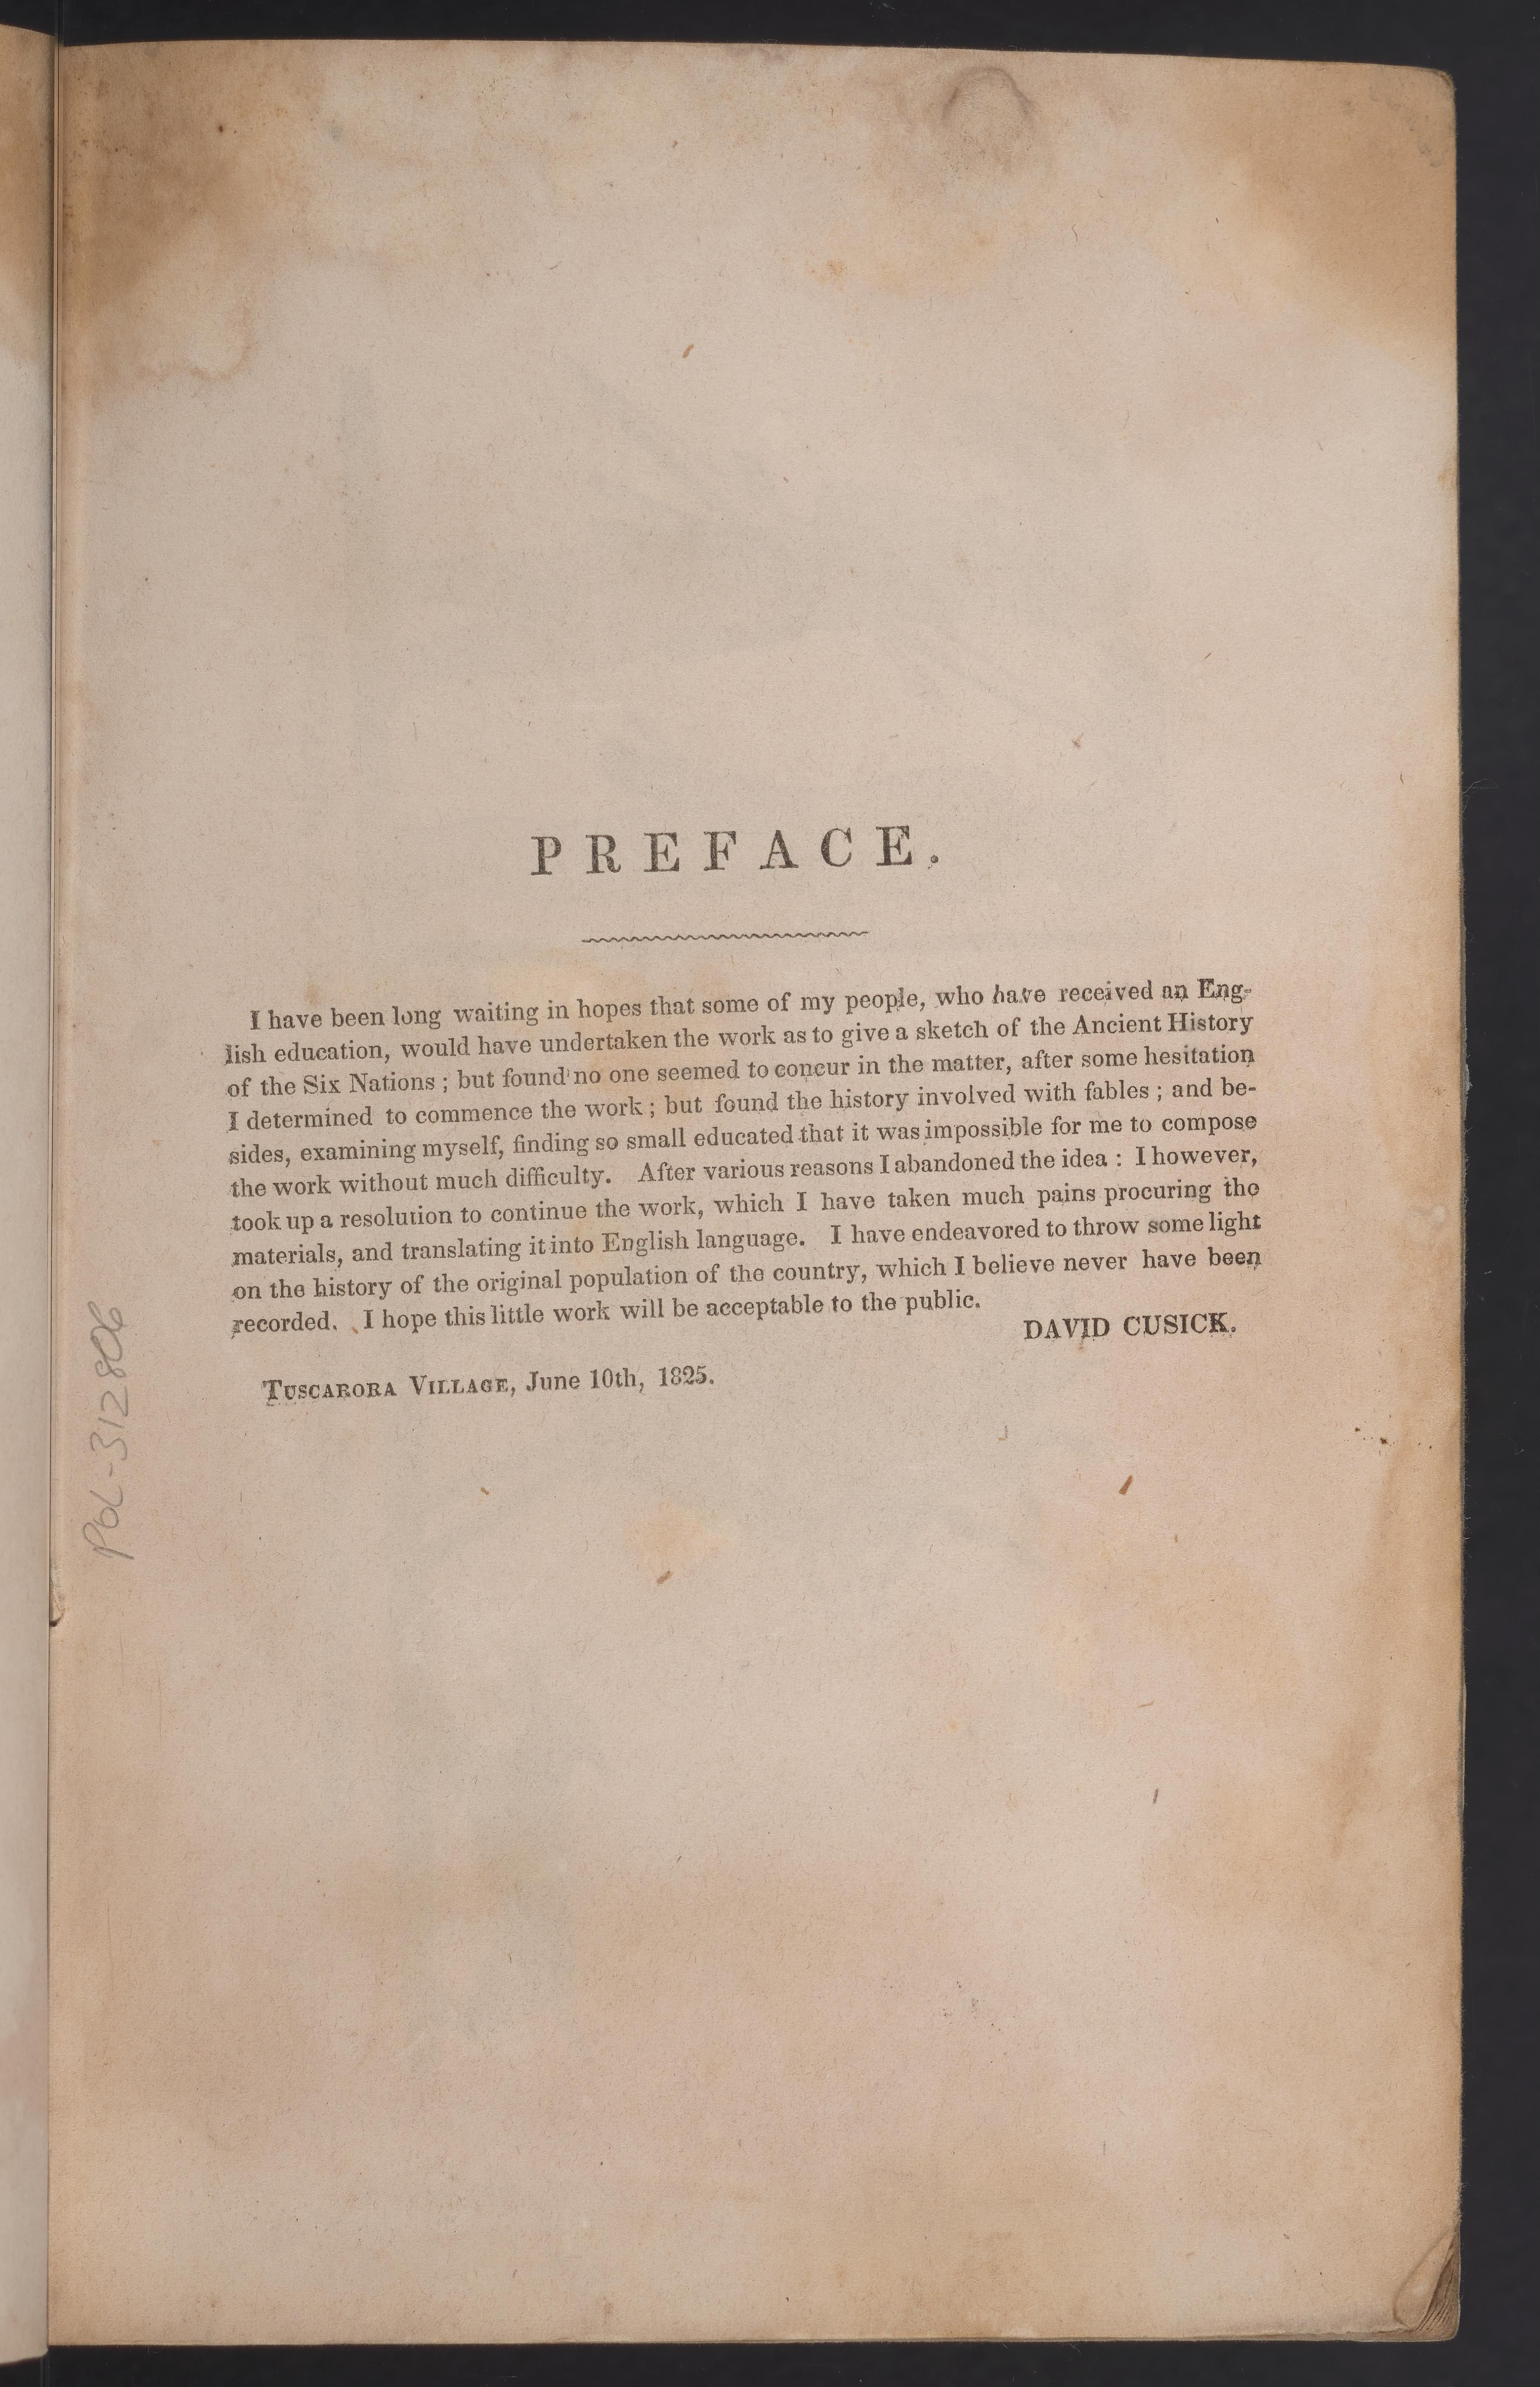 PREFACE.
I have been long waiting in hopes that some of my people, who have received an Eng-
lish education, would have undertaken the work as to give a sketch of the Ancient History
of the Six Nations ; but found no one seemed to concur in the matter, after some hesitation
I determined to commence the work ; but found the history involved with fables ; and be-
sides, examining myself, finding so small educated that it was impossible for me to compose
the work without much difficulty. After various reasons I abandoned the idea : I however,
took up a resolution to continue the work, which I have taken much pains procuring the
materials, and translating it into English language. I have endeavored to throw some light
on the history of the original population of the country, which I believe never have been
recorded. I hope this little work will be acceptable to the public.
DAVID CUSICK.
TUSCARORA VILLAGE, June 10th, 1825.
POL-312806